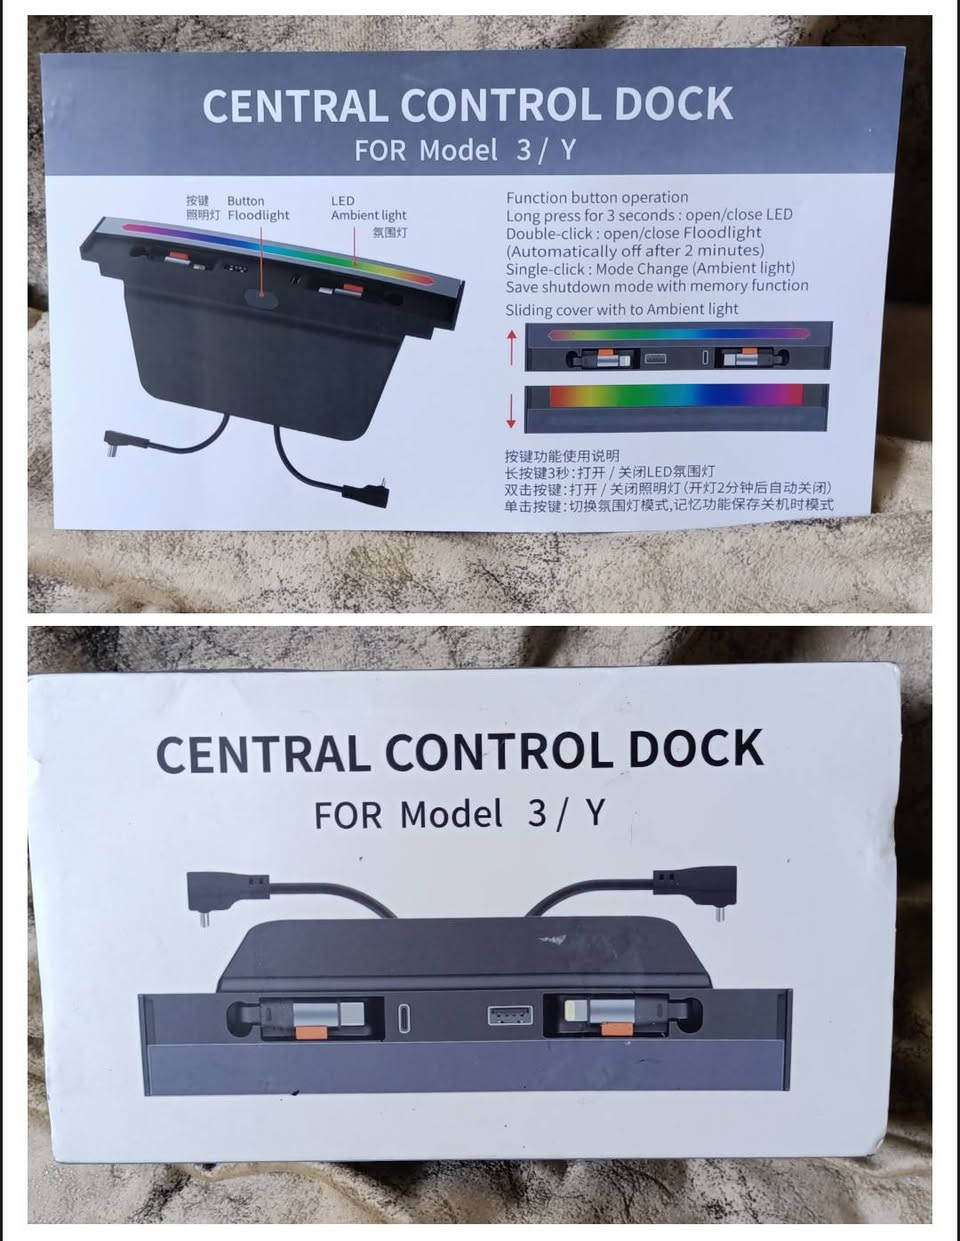 CENTRAL CONTROL DOCK
FOR Model 3 / Y
按键 Button
照明灯 Floodlight
LED
Ambient light
氛围灯
Function button operation
Long press for 3 seconds : open/close LED
Double-click : open/close Floodlight
(Automatically off after 2 minutes)
Single-click : Mode Change (Ambient light)
Save shutdown mode with memory function
Sliding cover with to Ambient light
按键功能使用说明
长按键3秒:打开 / 关闭LED氛围灯
双击按键:打开 / 关闭照明灯(开灯2分钟后自动关闭)
单击按键:切换氛围灯模式,记忆功能保存关机时模式
CENTRAL CONTROL DOCK
FOR Model 3 / Y